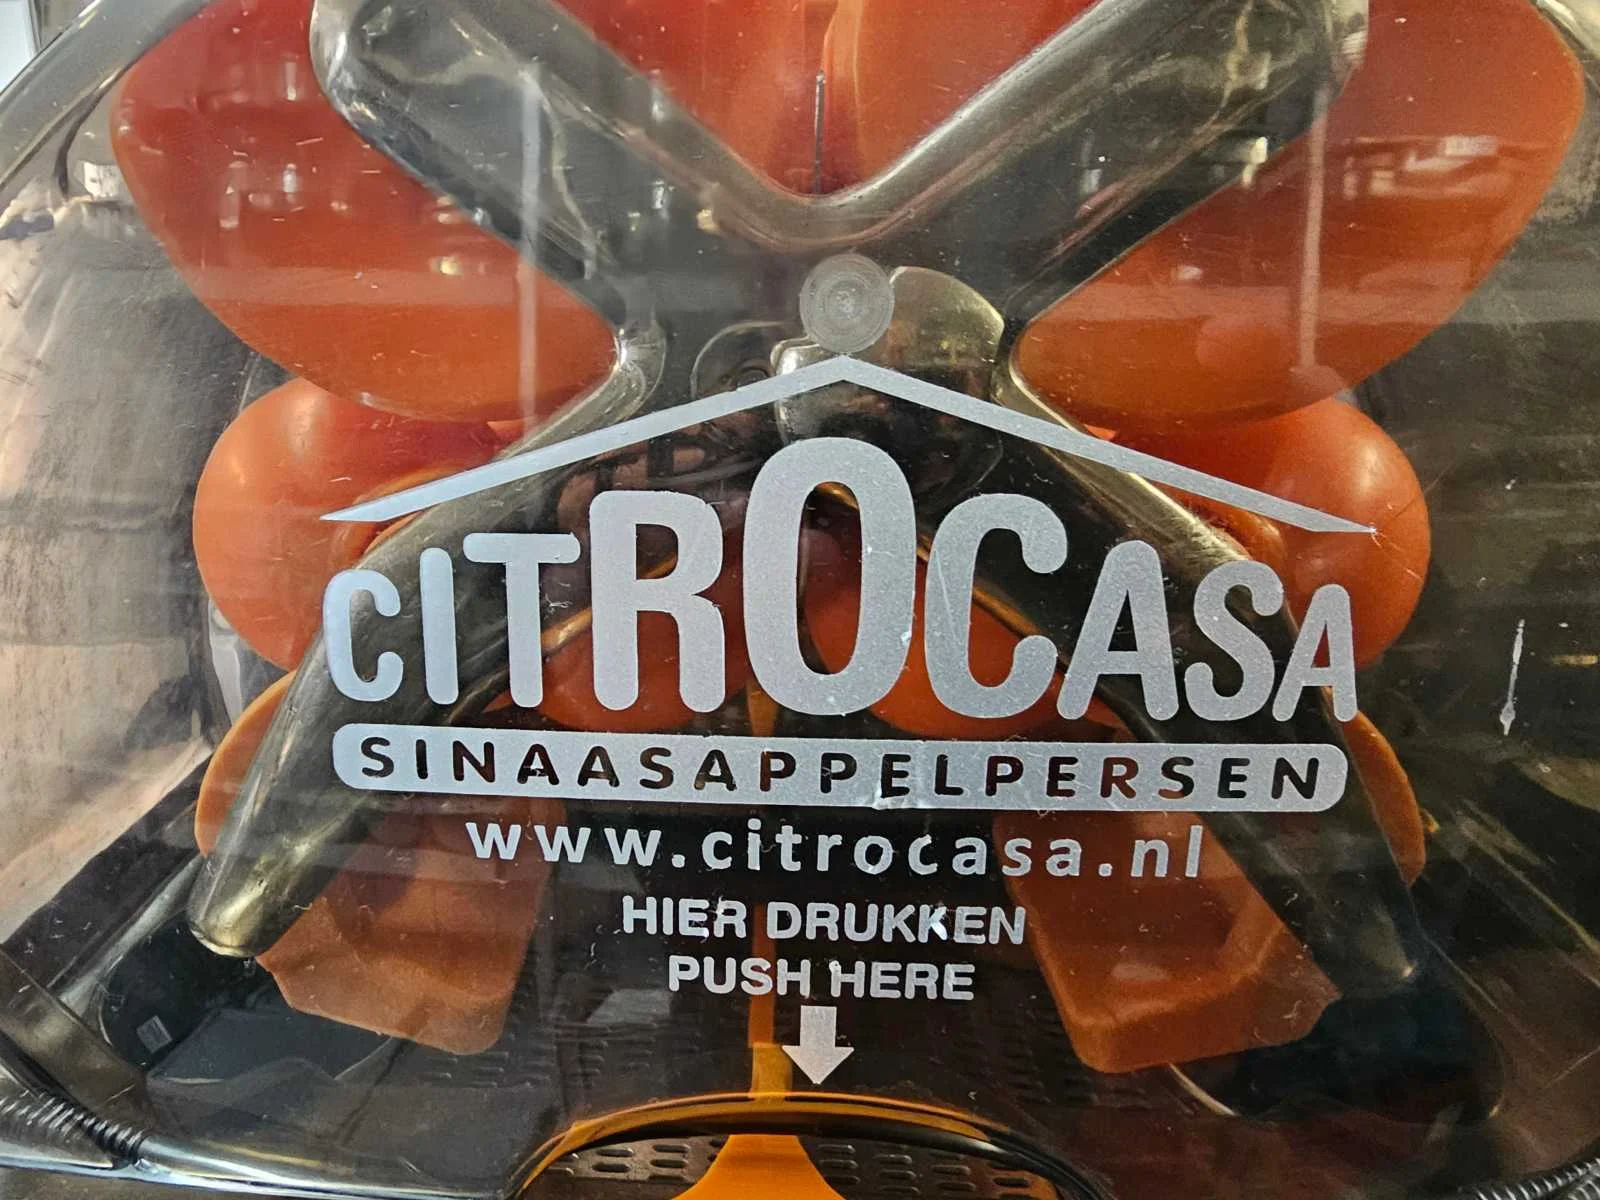 CITROCASA
SINAASAPPELPERSEN
www.citrocasa.nl
HIER DRUKKEN
PUSH HERE